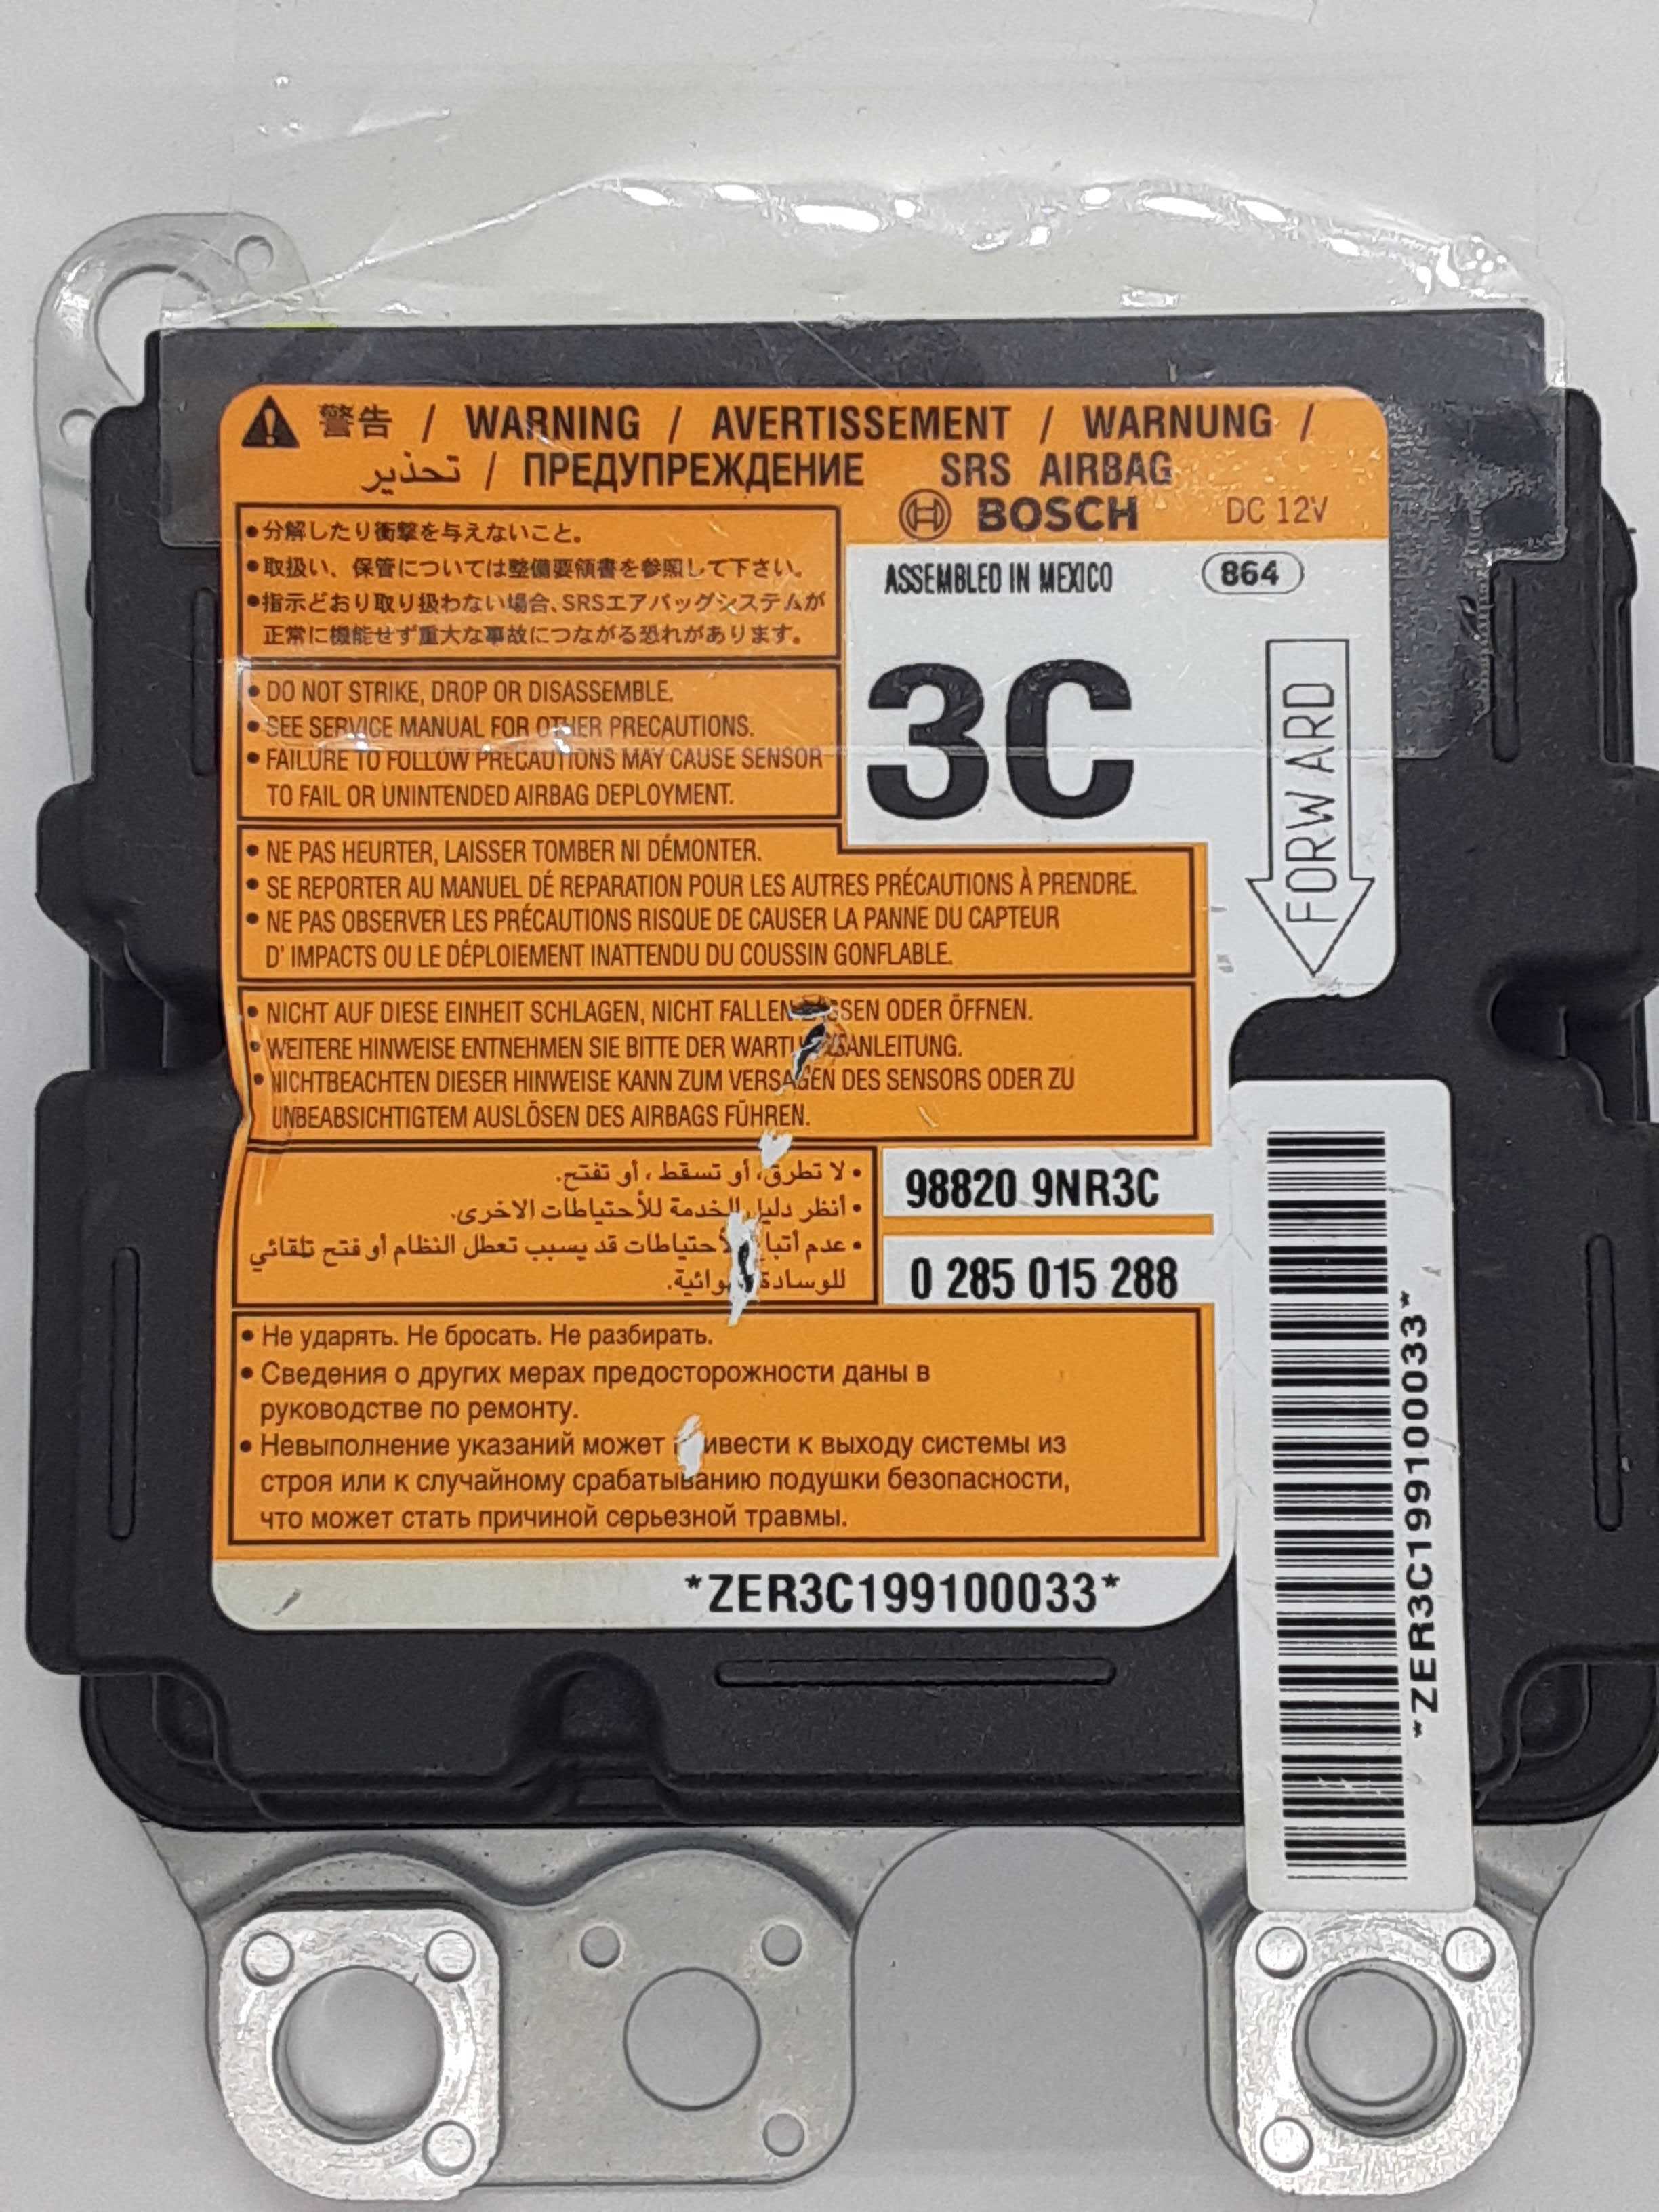 警告 / WARNING / AVERTISSEMENT / WARNUNG /
تحذير / ПРЕДУПРЕЖДЕНИЕ SRS AIRBAG
BOSCH DC 12V
•分解したり衝撃を与えないこと。
•取扱い、保管については整備要領書を参照して下さい。
•指示どおり取り扱わない場合、SRSエアバッグシステムが
正常に機能せず重大な事故につながる恐れがあります。
ASSEMBLED IN MEXICO 864
3C
FORWARD
• DO NOT STRIKE, DROP OR DISASSEMBLE.
• SEE SERVICE MANUAL FOR OTHER PRECAUTIONS.
• FAILURE TO FOLLOW PRECAUTIONS MAY CAUSE SENSOR
TO FAIL OR UNINTENDED AIRBAG DEPLOYMENT.
• NE PAS HEURTER, LAISSER TOMBER NI DÉMONTER.
• SE REPORTER AU MANUEL DÉ REPARATION POUR LES AUTRES PRÉCAUTIONS À PRENDRE.
• NE PAS OBSERVER LES PRÉCAUTIONS RISQUE DE CAUSER LA PANNE DU CAPTEUR
D' IMPACTS OU LE DÉPLOIEMENT INATTENDU DU COUSSIN GONFLABLE.
• NICHT AUF DIESE EINHEIT SCHLAGEN, NICHT FALLEN ODER ÖFFNEN.
• WEITERE HINWEISE ENTNEHMEN SIE BITTE DER
• NICHTBEACHTEN DIESER HINWEISE KANN ZUM VERSAGEN DES SENSORS ODER ZU
UNBEABSICHTIGTEM AUSLÖSEN DES AIRBAGS FÜHREN.
• لا تطرق، أو تسقط ، أو تفتح.
• أنظر دليل الخدمة للأحتياطات الاخرى.
• عدم قد يسبب تعطل النظام أو فتح تلقائي
للوسادة
98820 9NR3C
0 285 015 288
• Не ударять. Не бросать. Не разбирать.
• Сведения о других мерах предосторожности даны в
руководстве по ремонту.
• Невыполнение указаний может к выходу системы из
строя или к случайному срабатыванию подушки безопасности,
что может стать причиной серьезной травмы.
*ZER3C199100033*
*ZER3C199100033*